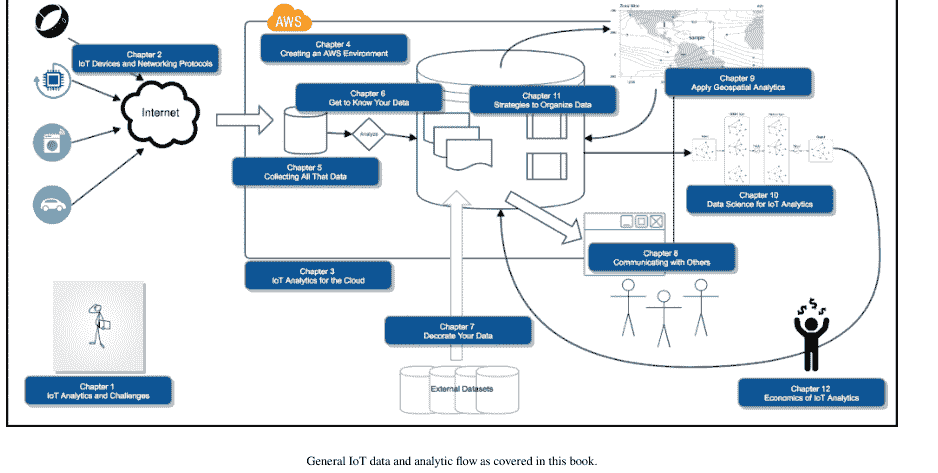 AWS
Chapter 4
Creating an AWS Environment
Chapter 2
IoT Devices and Networking Protocols
Internet
Chapter 6
Get to Know Your Data
Chapter 11
Strategies to Organize Data
sample
Chapter 9
Apply Geospatial Analytics
Analyze
Chapter 5
Collecting All That Data
Chapter 10
Data Science for IoT Analytics
Chapter 3
IoT Analytics for the Cloud
Chapter 8
Communicating with Others
Chapter 7
Decorate Your Data
External Datasets
Chapter 1
IoT Analytics and Challenges
Chapter 12
Economics of IoT Analytics
General IoT data and analytic flow as covered in this book.